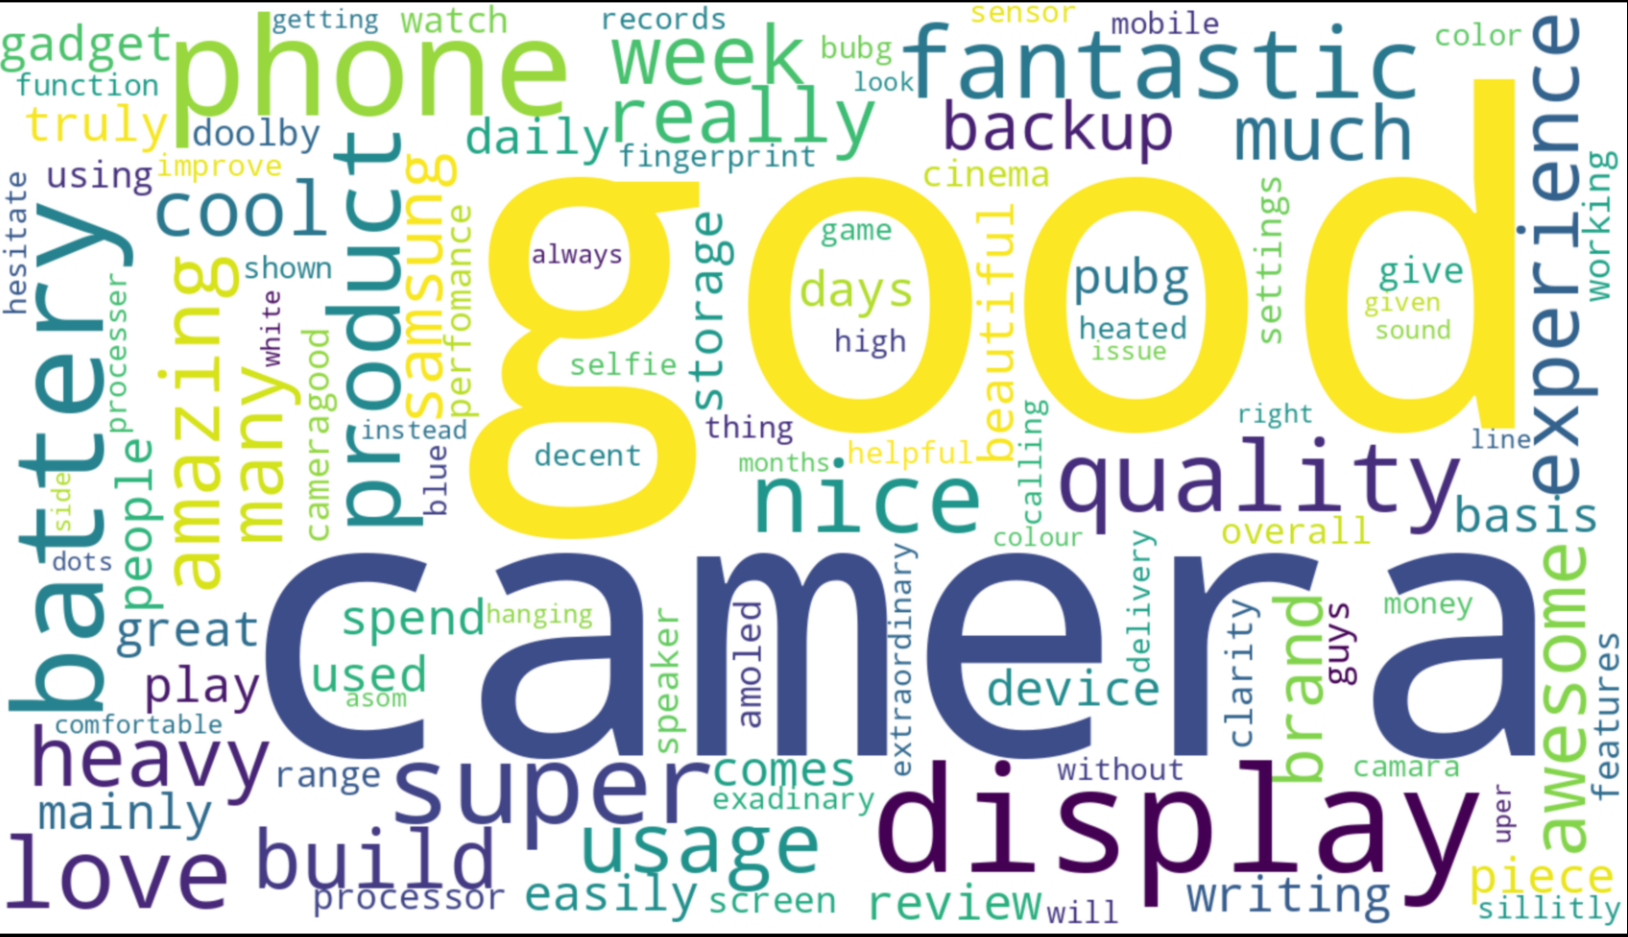 getting
watch
records
sensor
mobile
gadget
phone
week
bubg
fantastic
color
function
look
experience
truly
doolby
daily
really
backup
much
using
improve
product
fingerprint
cinema
working
hesitate
battery
cool
samsung
good
storage
beautiful
settings
always
game
days
high
pubg
heated
issue
give
given
sound
shown
perfomance
processer
amazing
white
many
cameragood
selfie
instead
thing
calling
right
line
blue
decent
months
helpful
nice
quality
side
people
dots
basis
overall
colour
delivery
extraordinary
awesome
camera
great
spend
hanging
used
asom
speaker
amoled
device
clarity
brand
guys
money
features
play
comfortable
heavy
range
super
comes
exadinary
without
camara
display
uper
mainly
love
build
processor
usage
easily
screen
review
will
writing
piece
sillitly